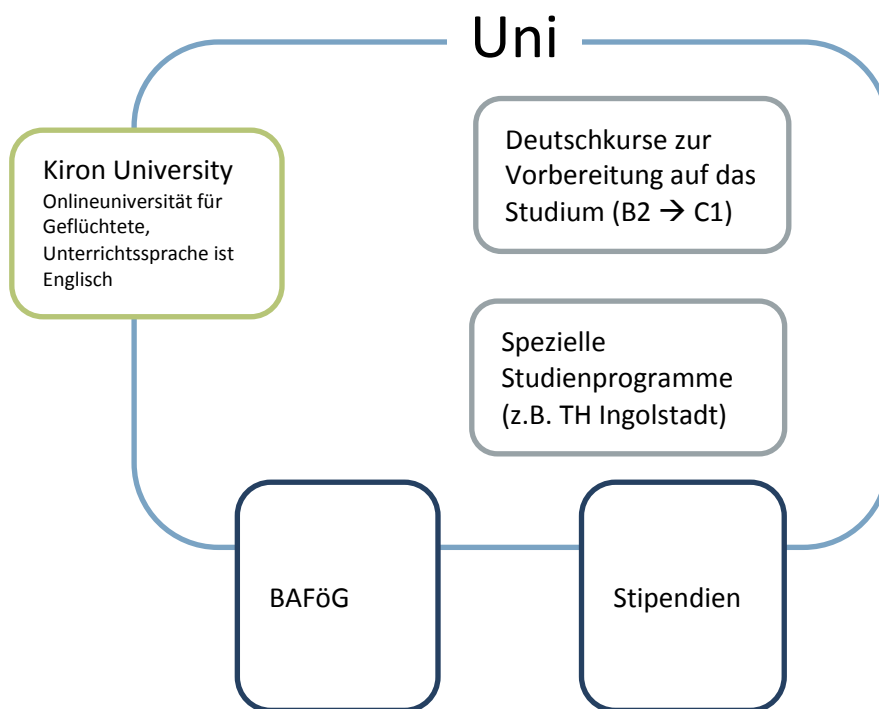 Uni
Kiron University
Onlineuniversität für
Geflüchtete,
Unterrichtssprache ist
Englisch
Deutschkurse zur
Vorbereitung auf das
Studium (B2 → C1)
Spezielle
Studienprogramme
(z.B. TH Ingolstadt)
BAFöG
Stipendien